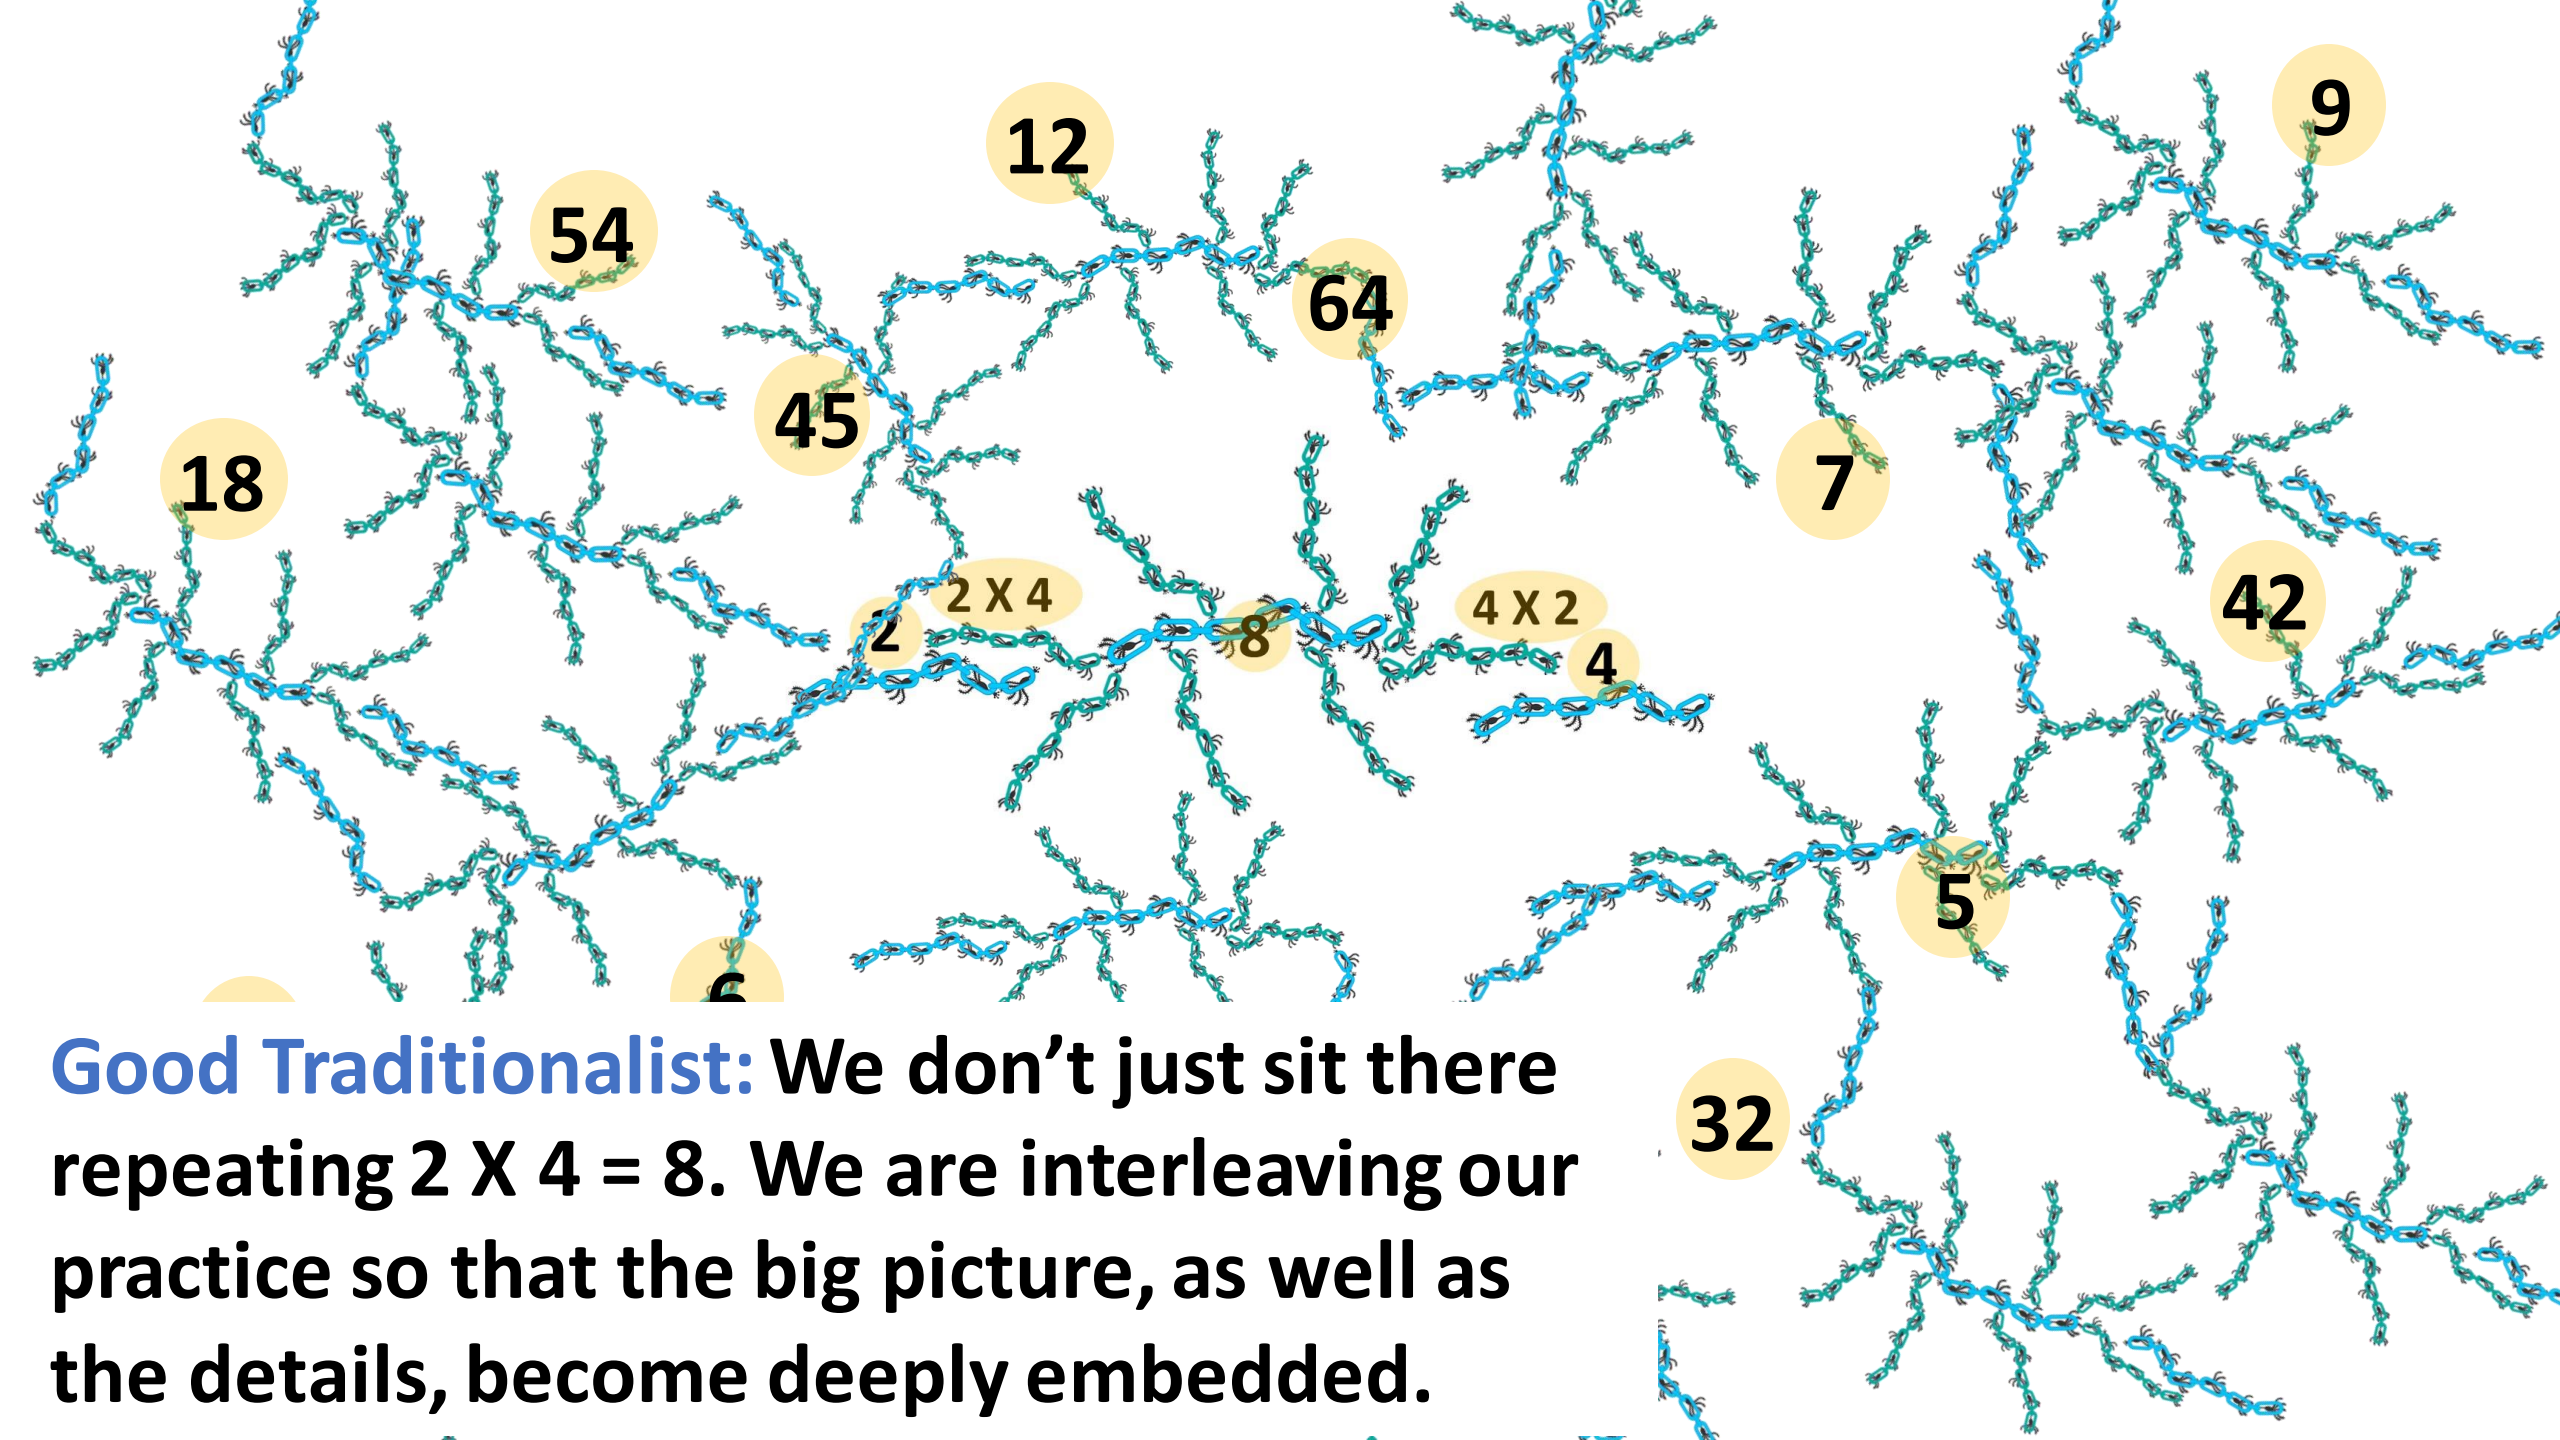 9
12
54
64
45
7
18
2 X 4
4 X 2
42
2
8
4
5
6
Good Traditionalist: We don’t just sit there
repeating 2 X 4 = 8. We are interleaving our
practice so that the big picture, as well as
the details, become deeply embedded.
32